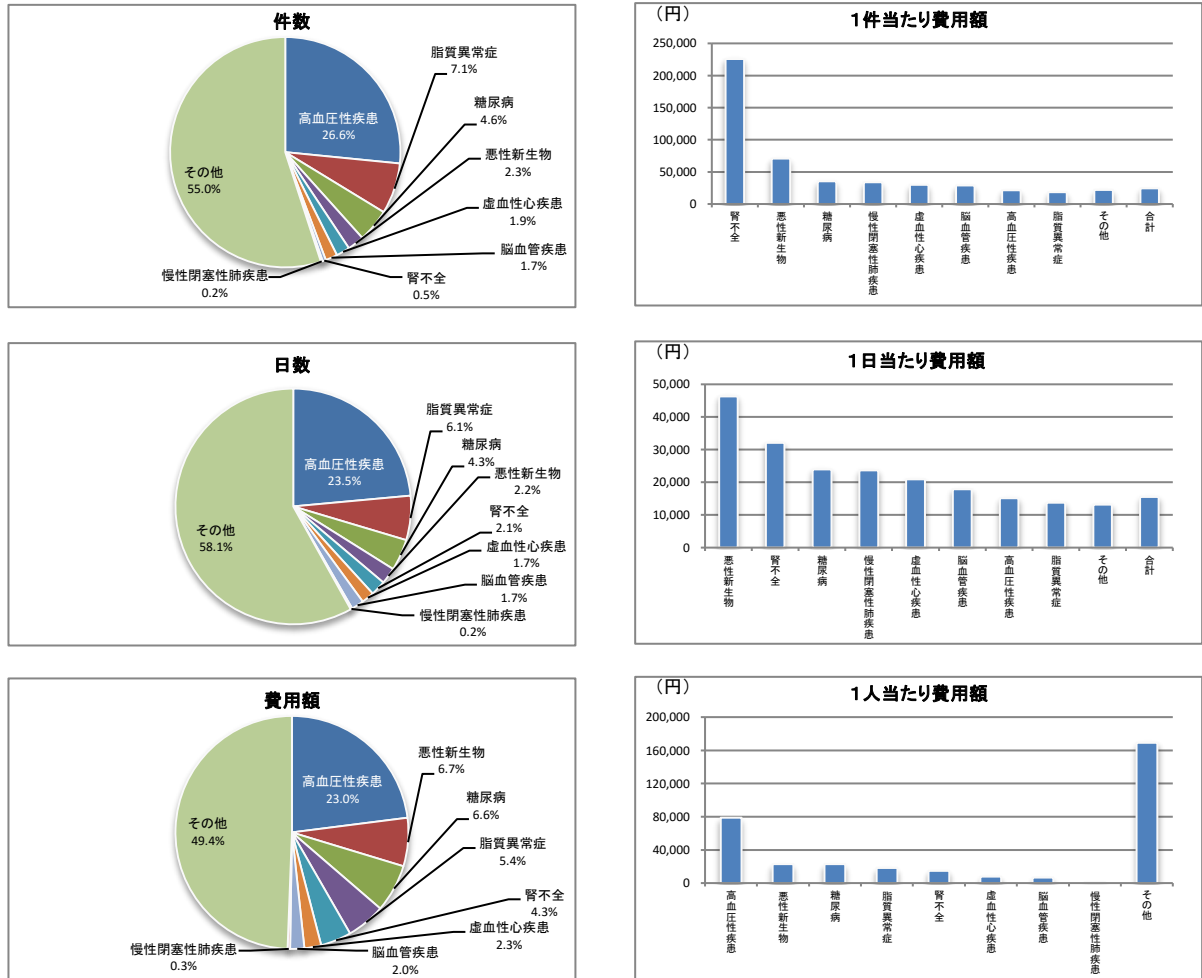 件数
高血圧性疾患
26.6%
脂質異常症
7.1%
糖尿病
4.6%
悪性新生物
2.3%
虚血性心疾患
1.9%
脳血管疾患
1.7%
腎不全
0.5%
慢性閉塞性肺疾患
0.2%
その他
55.0%
(円)
1件当たり費用額
250,000
200,000
150,000
100,000
50,000
0
腎不全
悪性新生物
糖尿病
慢性閉塞性肺疾患
虚血性心疾患
脳血管疾患
高血圧性疾患
脂質異常症
その他
合計
日数
高血圧性疾患
23.5%
脂質異常症
6.1%
糖尿病
4.3%
悪性新生物
2.2%
腎不全
2.1%
虚血性心疾患
1.7%
脳血管疾患
1.7%
慢性閉塞性肺疾患
0.2%
その他
58.1%
(円)
1日当たり費用額
50,000
40,000
30,000
20,000
10,000
0
悪性新生物
腎不全
糖尿病
慢性閉塞性肺疾患
虚血性心疾患
脳血管疾患
高血圧性疾患
脂質異常症
その他
合計
費用額
高血圧性疾患
23.0%
悪性新生物
6.7%
糖尿病
6.6%
脂質異常症
5.4%
腎不全
4.3%
虚血性心疾患
2.3%
脳血管疾患
2.0%
慢性閉塞性肺疾患
0.3%
その他
49.4%
(円)
1人当たり費用額
200,000
160,000
120,000
80,000
40,000
0
高血圧性疾患
悪性新生物
糖尿病
脂質異常症
腎不全
虚血性心疾患
脳血管疾患
慢性閉塞性肺疾患
その他